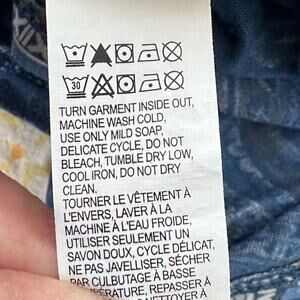 30
TURN GARMENT INSIDE OUT,
MACHINE WASH COLD,
USE ONLY MILD SOAP,
DELICATE CYCLE, DO NOT
BLEACH, TUMBLE DRY LOW,
COOL IRON, DO NOT DRY
CLEAN.
TOURNER LE VÊTEMENT À
L'ENVERS, LAVER À LA
MACHINE À L'EAU FROIDE,
UTILISER SEULEMENT UN
SAVON DOUX, CYCLE DÉLICAT,
NE PAS JAVELLISER, SÉCHER
PAR CULBUTAGE À BASSE
REPASSER À
NETTOYER À